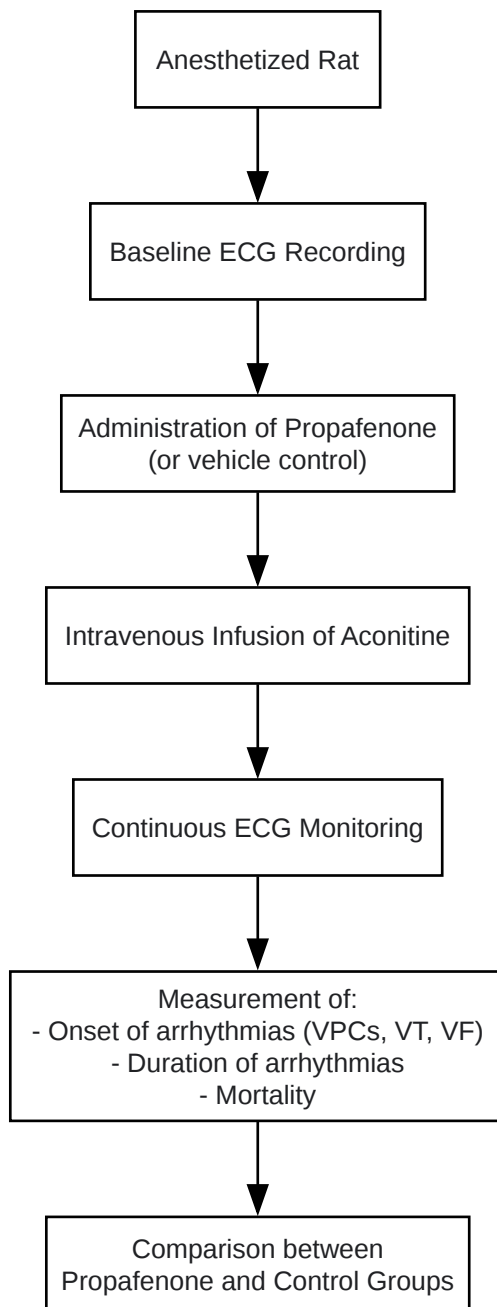 Anesthetized Rat
Baseline ECG Recording
Administration of Propafenone
(or vehicle control)
Intravenous Infusion of Aconitine
Continuous ECG Monitoring
Measurement of:
- Onset of arrhythmias (VPCs, VT, VF)
- Duration of arrhythmias
- Mortality
Comparison between
Propafenone and Control Groups